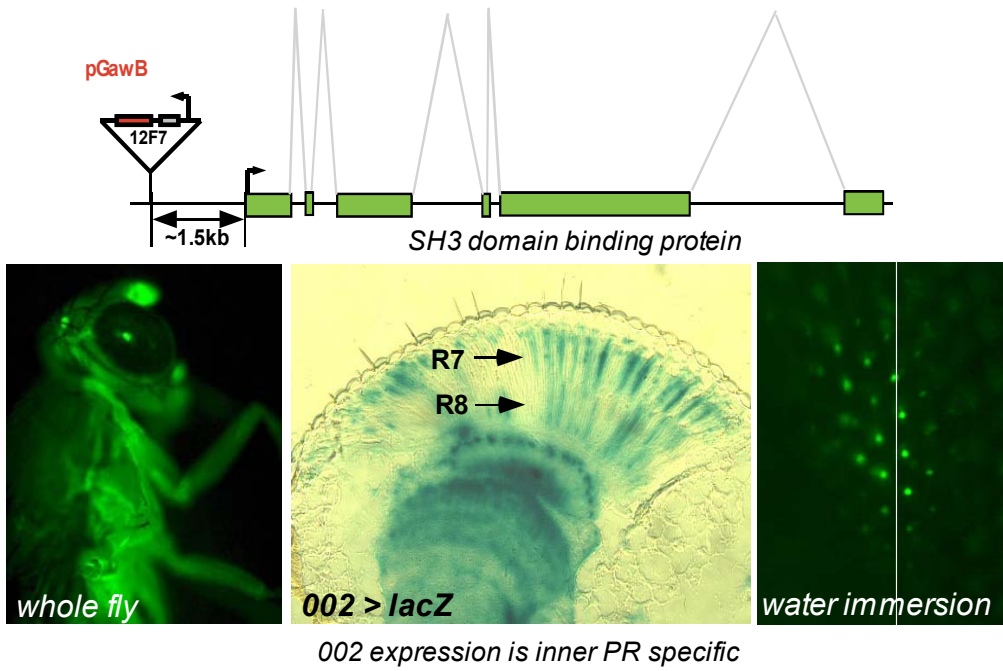 pGawB
12F7
~1.5kb
SH3 domain binding protein
R7
R8
whole fly
002 > lacZ
water immersion
002 expression is inner PR specific